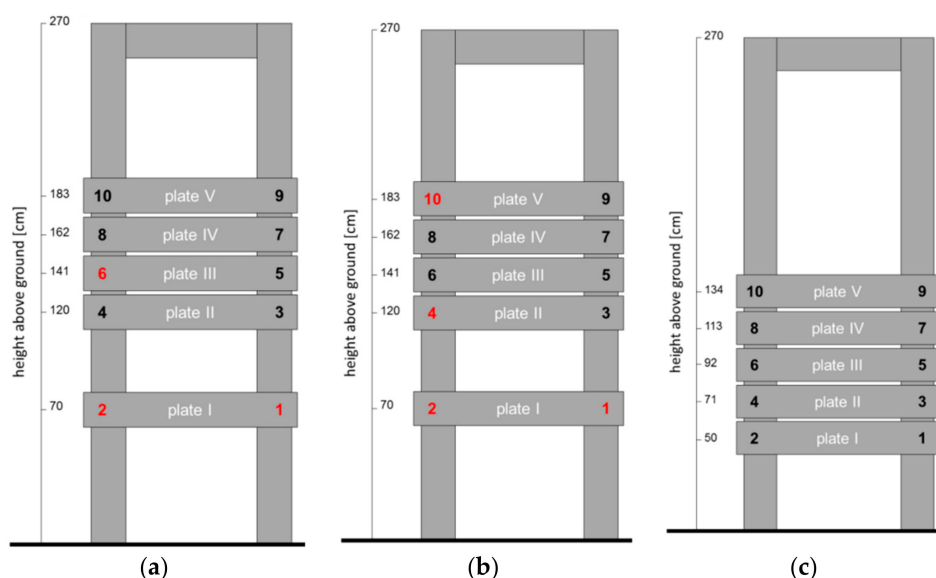 270
183
162
141
120
70
height above ground [cm]
10 plate V 9
8 plate IV 7
6 plate III 5
4 plate II 3
2 plate I 1
(a)
270
183
162
141
120
70
height above ground [cm]
10 plate V 9
8 plate IV 7
6 plate III 5
4 plate II 3
2 plate I 1
(b)
270
134
113
92
71
50
height above ground [cm]
10 plate V 9
8 plate IV 7
6 plate III 5
4 plate II 3
2 plate I 1
(c)